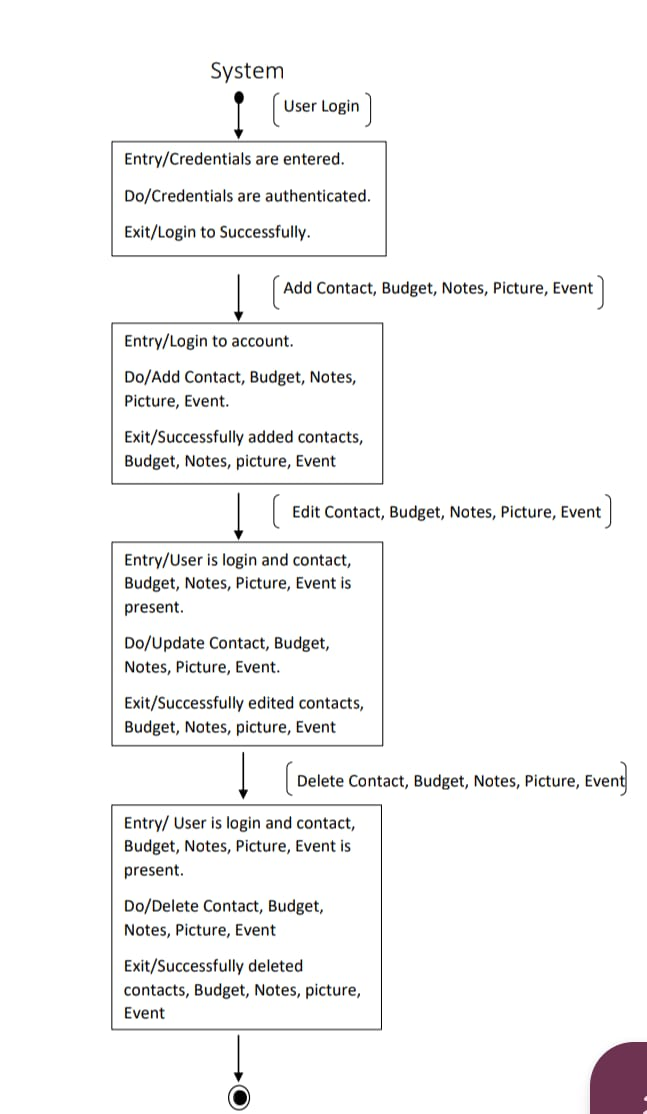 System
User Login
Entry/Credentials are entered.
Do/Credentials are authenticated.
Exit/Login to Successfully.
Add Contact, Budget, Notes, Picture, Event
Entry/Login to account.
Do/Add Contact, Budget, Notes,
Picture, Event.
Exit/Successfully added contacts,
Budget, Notes, picture, Event
Edit Contact, Budget, Notes, Picture, Event
Entry/User is login and contact,
Budget, Notes, Picture, Event is
present.
Do/Update Contact, Budget,
Notes, Picture, Event.
Exit/Successfully edited contacts,
Budget, Notes, picture, Event
Delete Contact, Budget, Notes, Picture, Event
Entry/ User is login and contact,
Budget, Notes, Picture, Event is
present.
Do/Delete Contact, Budget,
Notes, Picture, Event
Exit/Successfully deleted
contacts, Budget, Notes, picture,
Event